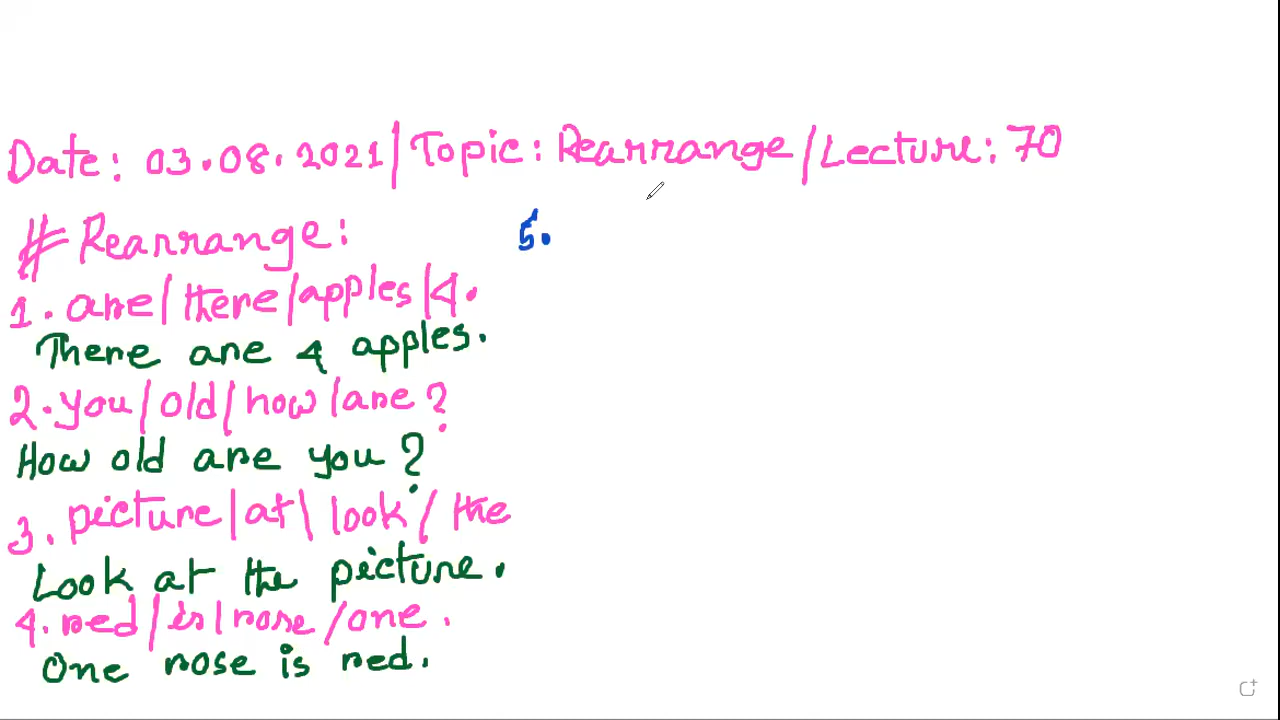 Date: 03.08.2021/Topic: Rearrange/Lecture: 70
# Rearrange:
1. are/there/apples/4.
There are 4 apples.
2. you/old/how/are?
How old are you?
3. picture/at/look/the
Look at the picture.
4. red/is/rose/one.
One rose is red.
5.